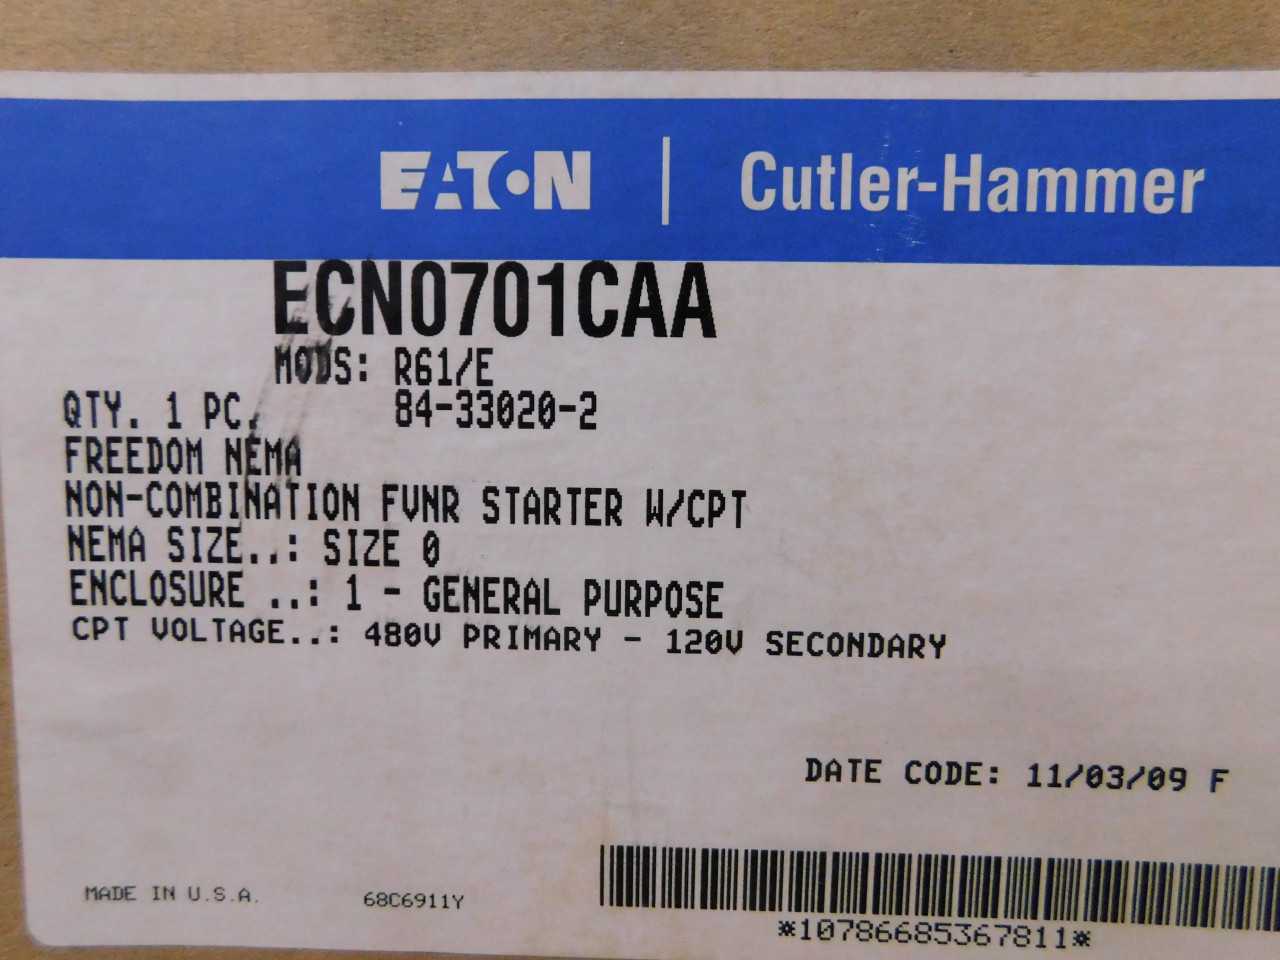 EATON | Cutler-Hammer
ECN0701CAA
MODS: R61/E
QTY. 1 PC. 84-33020-2
FREEDOM NEMA
NON-COMBINATION FVNR STARTER W/CPT
NEMA SIZE..: SIZE 0
ENCLOSURE ..: 1 - GENERAL PURPOSE
CPT VOLTAGE..: 480V PRIMARY - 120V SECONDARY
DATE CODE: 11/03/09 F
MADE IN U.S.A. 68C6911Y
*10786685367811*